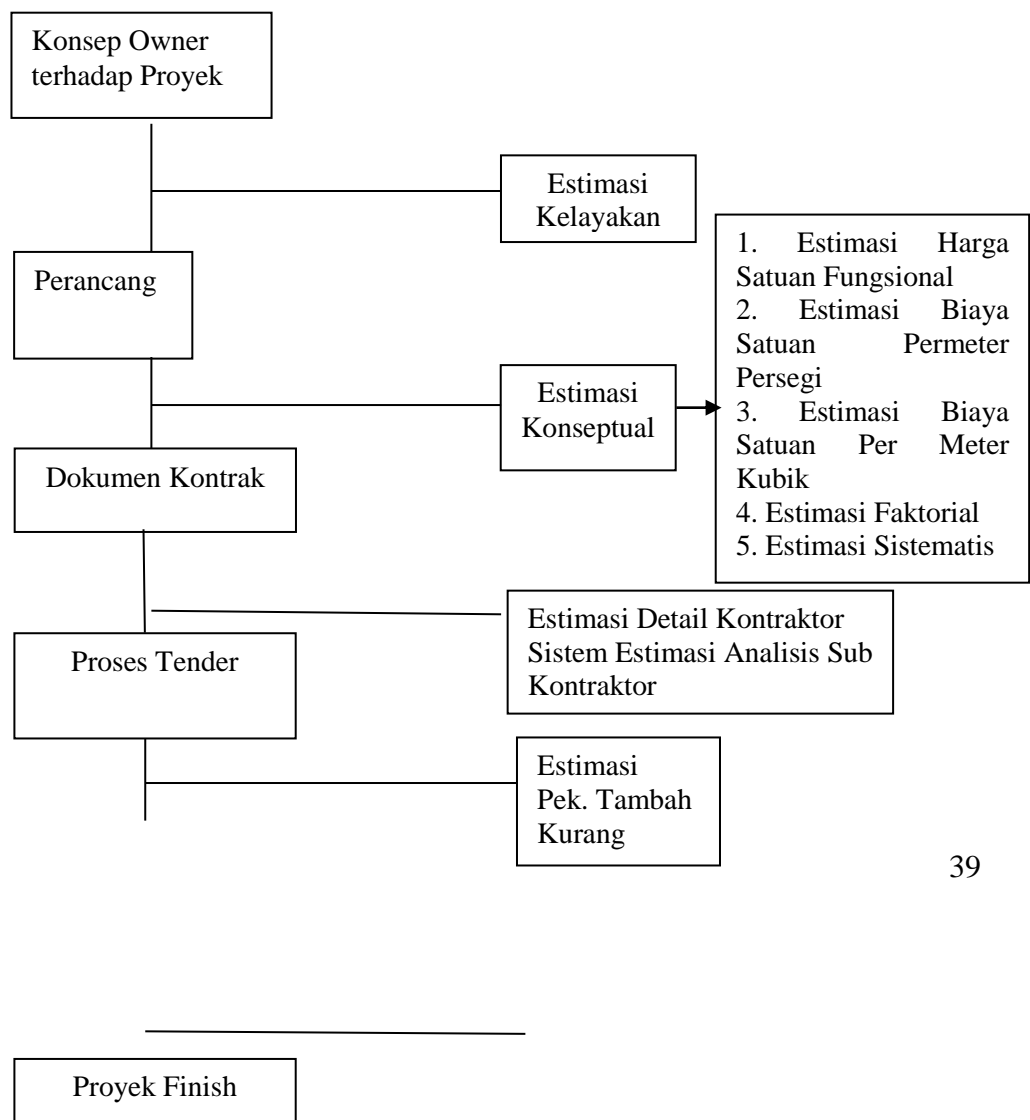 Konsep Owner
terhadap Proyek
Estimasi
Kelayakan
Perancang
1. Estimasi Harga
Satuan Fungsional
2. Estimasi Biaya
Satuan Permeter
Persegi
3. Estimasi Biaya
Satuan Per Meter
Kubik
4. Estimasi Faktorial
5. Estimasi Sistematis
Estimasi
Konseptual
Dokumen Kontrak
Estimasi Detail Kontraktor
Sistem Estimasi Analisis Sub
Kontraktor
Proses Tender
Estimasi
Pek. Tambah
Kurang
39
Proyek Finish